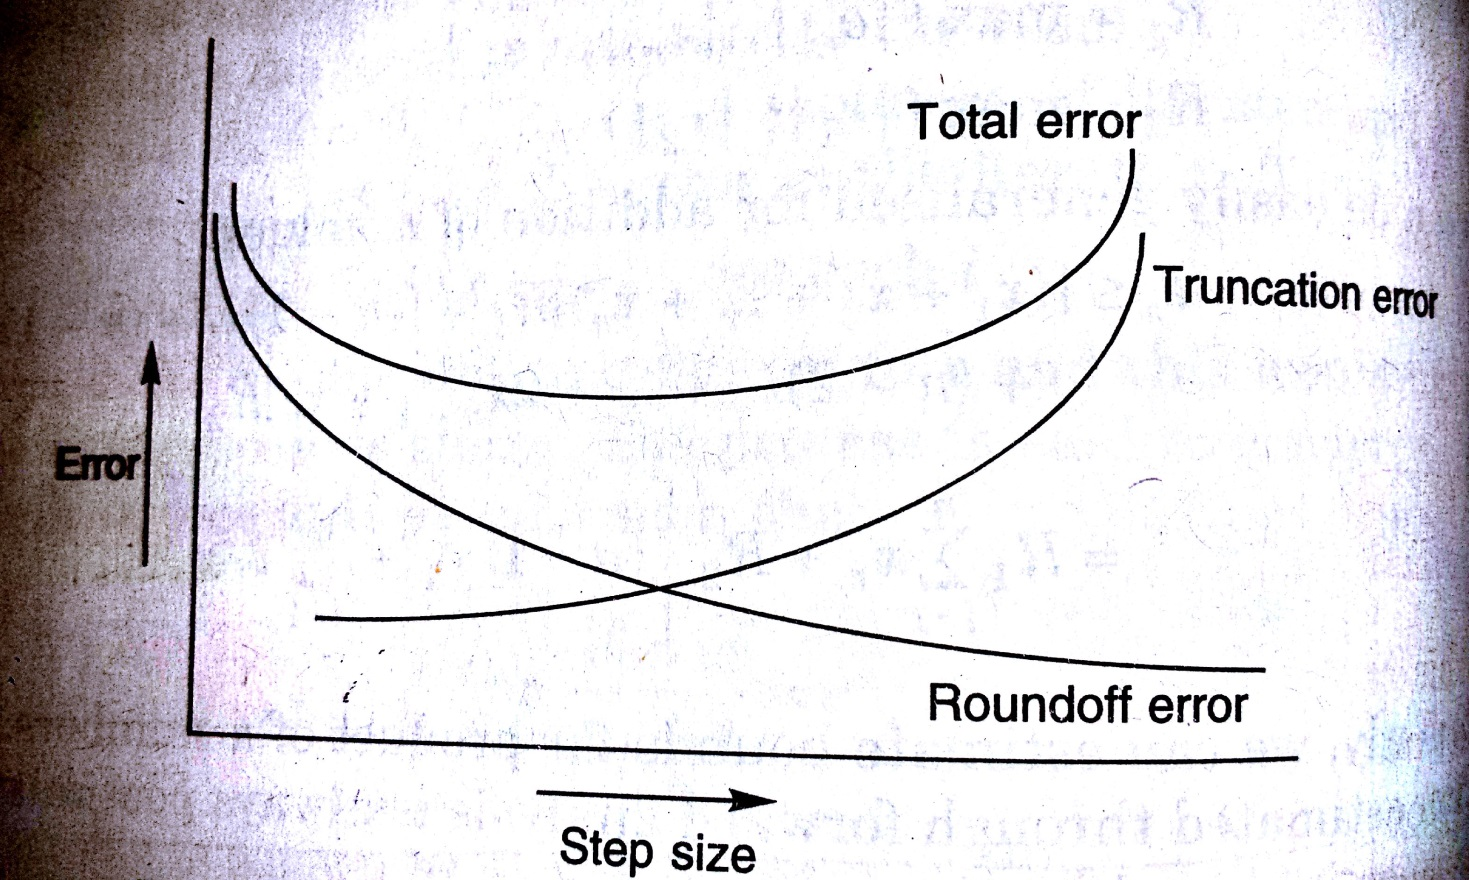 Total error
Truncation error
Error
Roundoff error
Step size